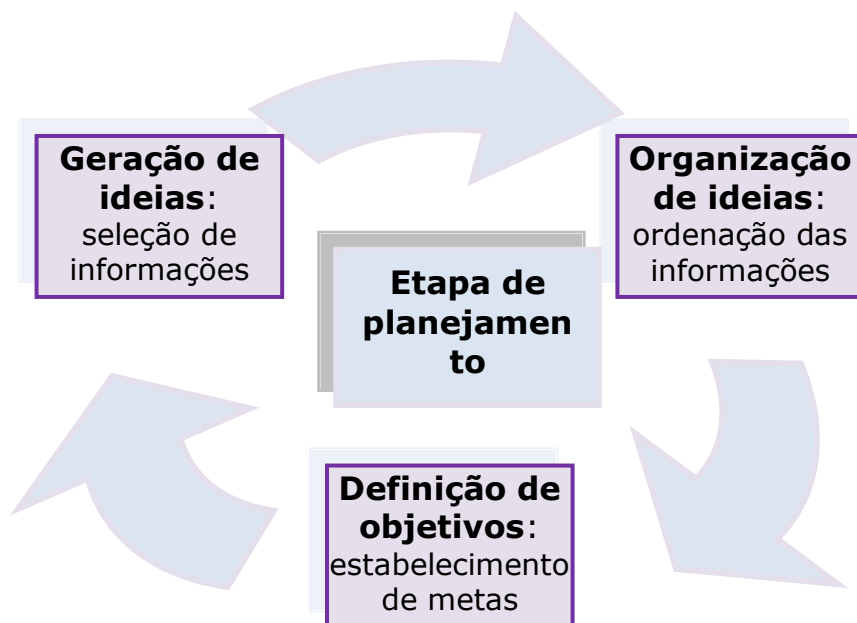 Geração de
ideias:
seleção de
informações
Organização
de ideias:
ordenação das
informações
Etapa de
planejamen
to
Definição de
objetivos:
estabelecimento
de metas